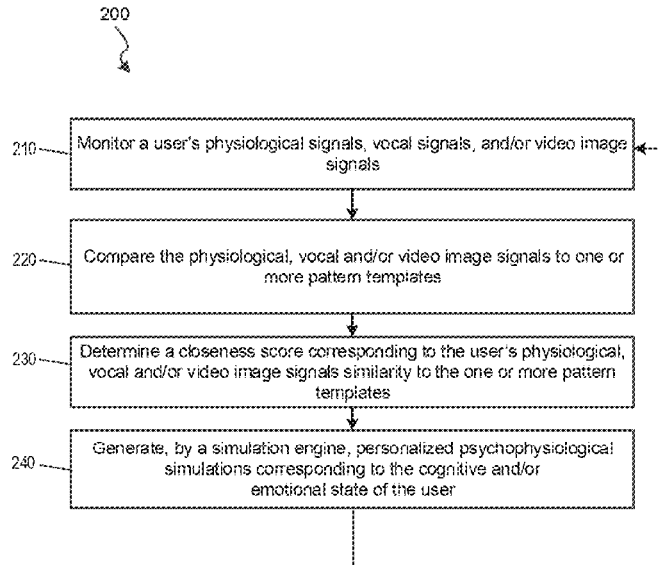 200
210
Monitor a user's physiological signals, vocal signals, and/or video image
signals
220
Compare the physiological, vocal and/or video image signals to one or
more pattern templates
230
Determine a closeness score corresponding to the user's physiological,
vocal and/or video image signals similarity to the one or more pattern
templates
240
Generate, by a simulation engine, personalized psychophysiological
simulations corresponding to the cognitive and/or
emotional state of the user